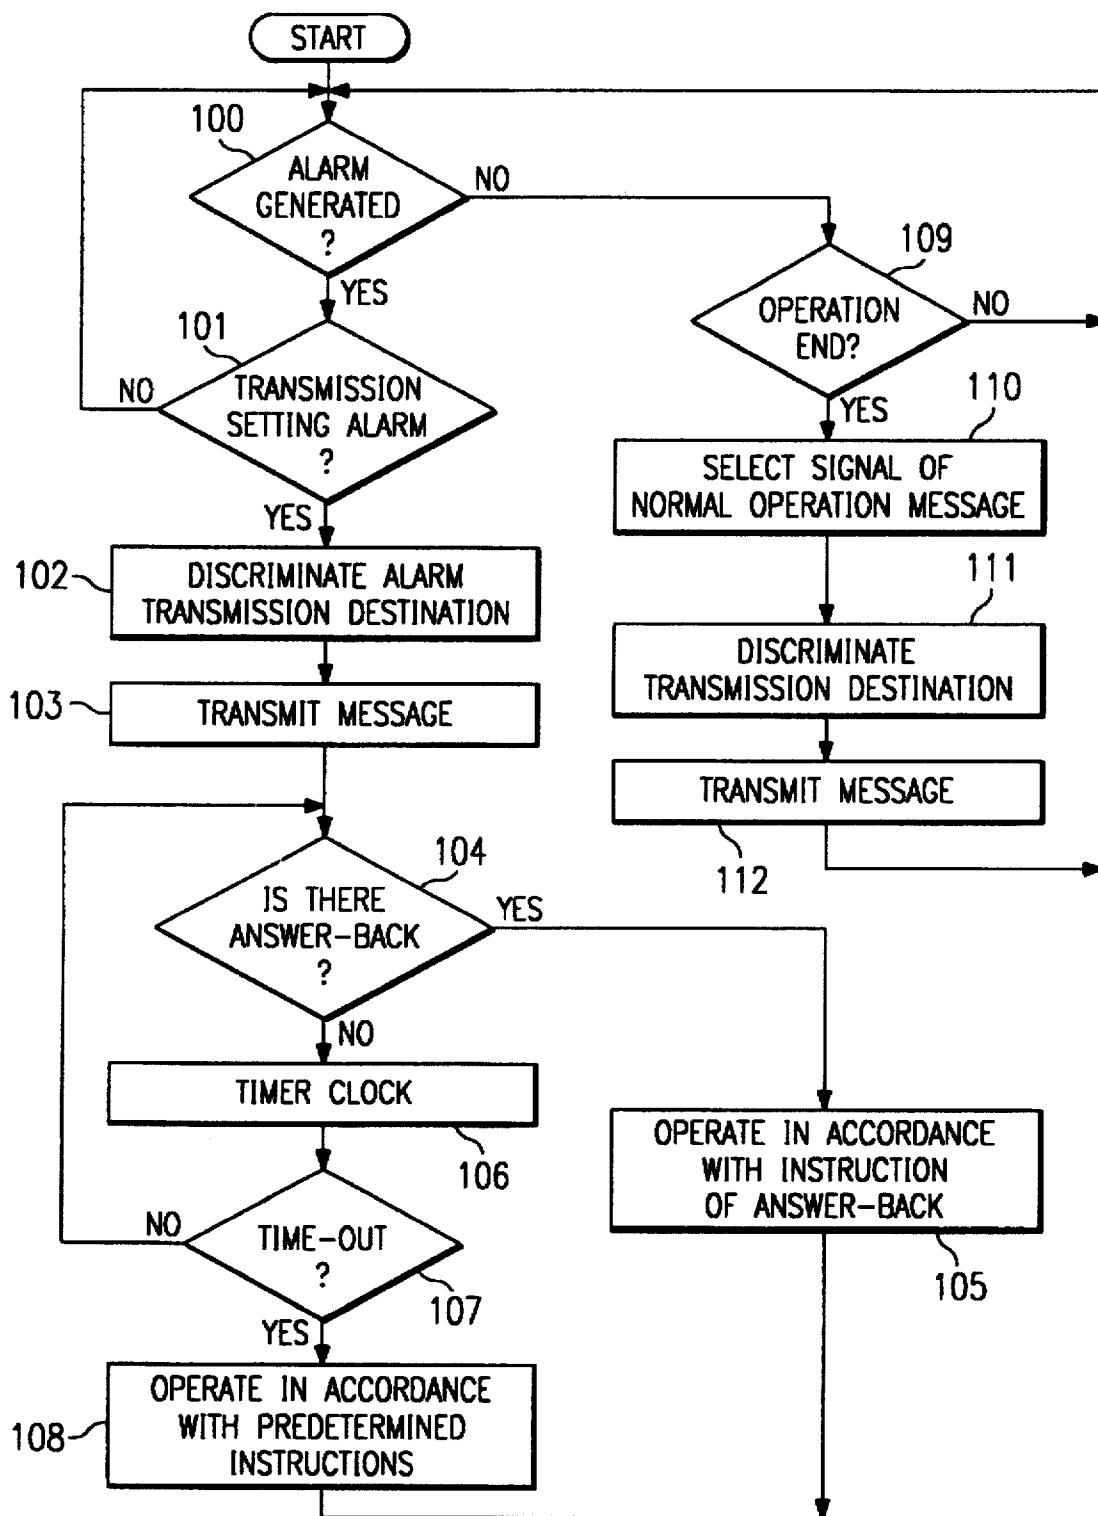 START
100
ALARM
GENERATED
?
NO
YES
101
TRANSMISSION
SETTING ALARM
?
NO
YES
102
DISCRIMINATE ALARM
TRANSMISSION DESTINATION
103
TRANSMIT MESSAGE
104
IS THERE
ANSWER-BACK
?
YES
NO
TIMER CLOCK
106
TIME-OUT
?
NO
107
YES
108
OPERATE IN ACCORDANCE
WITH PREDETERMINED
INSTRUCTIONS
109
OPERATION
END?
NO
YES
110
SELECT SIGNAL OF
NORMAL OPERATION MESSAGE
111
DISCRIMINATE
TRANSMISSION DESTINATION
TRANSMIT MESSAGE
112
OPERATE IN ACCORDANCE
WITH INSTRUCTION
OF ANSWER-BACK
105